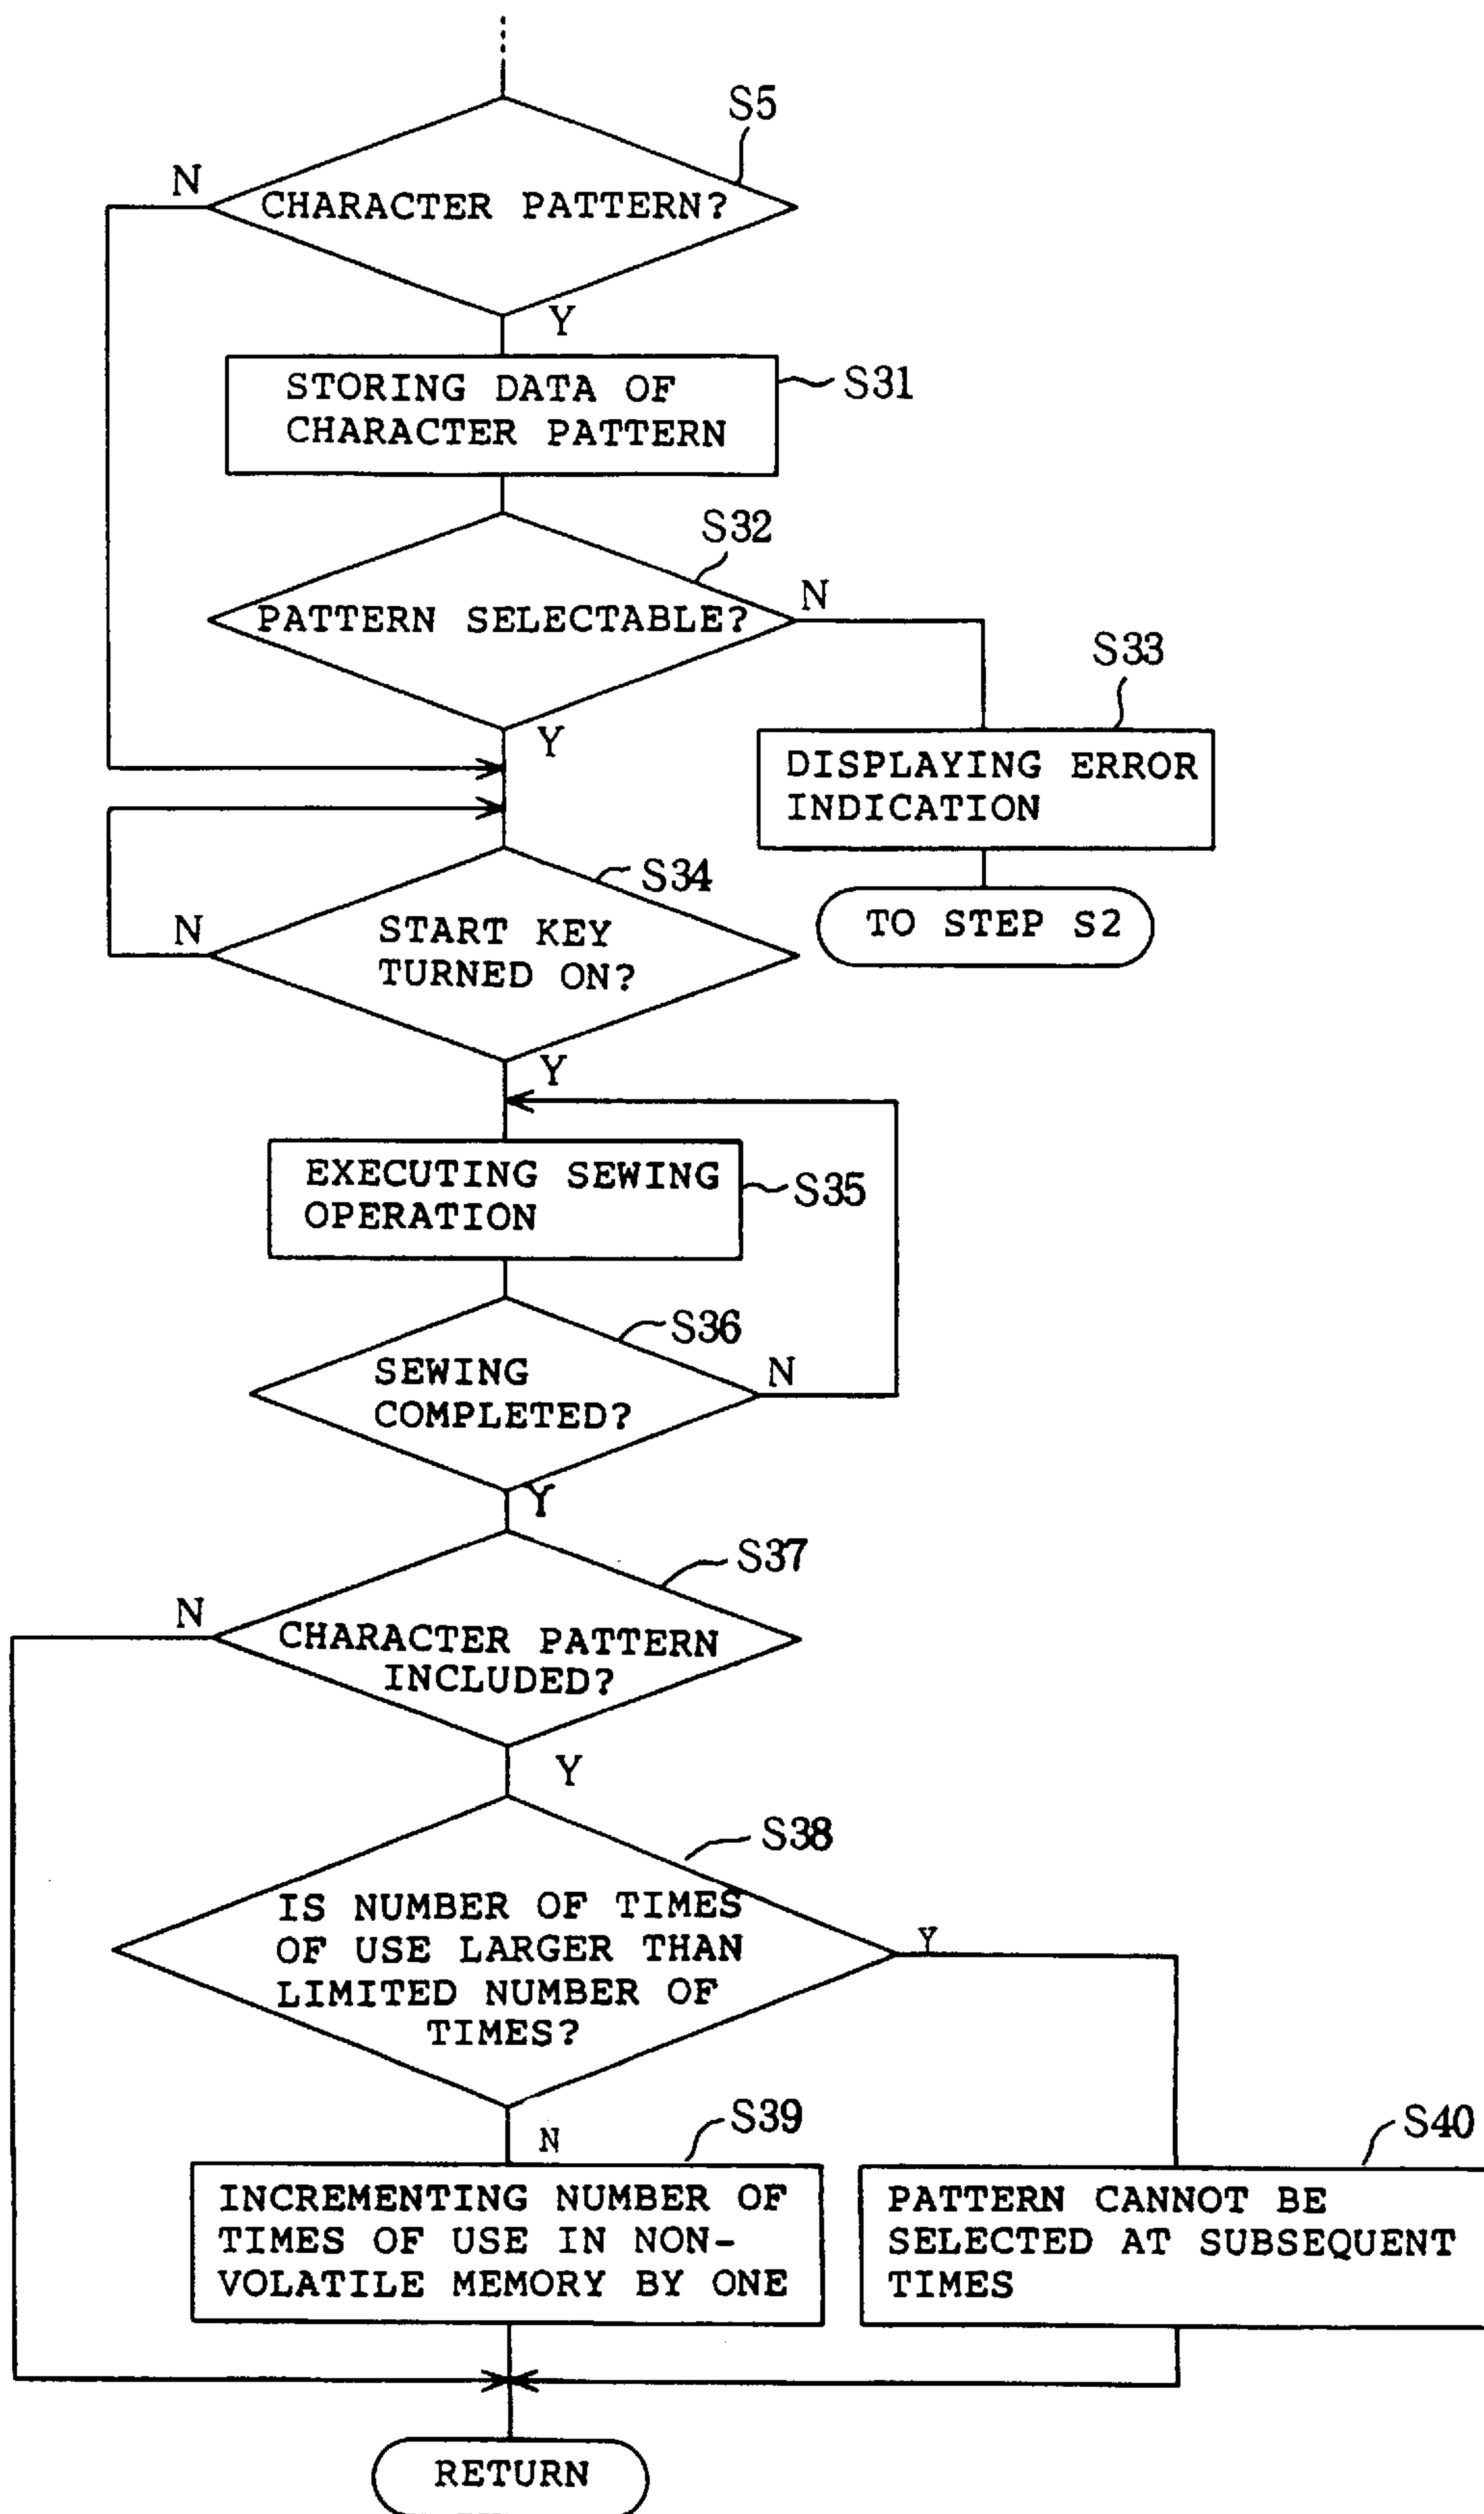 S5
N
CHARACTER PATTERN?
Y
STORING DATA OF
CHARACTER PATTERN
S31
S32
PATTERN SELECTABLE?
N
S33
Y
DISPLAYING ERROR
INDICATION
S34
TO STEP S2
N
START KEY
TURNED ON?
Y
EXECUTING SEWING
OPERATION
S35
S36
SEWING
COMPLETED?
N
Y
S37
N
CHARACTER PATTERN
INCLUDED?
Y
S38
IS NUMBER OF TIMES
OF USE LARGER THAN
LIMITED NUMBER OF
TIMES?
Y
N
S39
S40
INCREMENTING NUMBER OF
TIMES OF USE IN NON-
VOLATILE MEMORY BY ONE
PATTERN CANNOT BE
SELECTED AT SUBSEQUENT
TIMES
RETURN